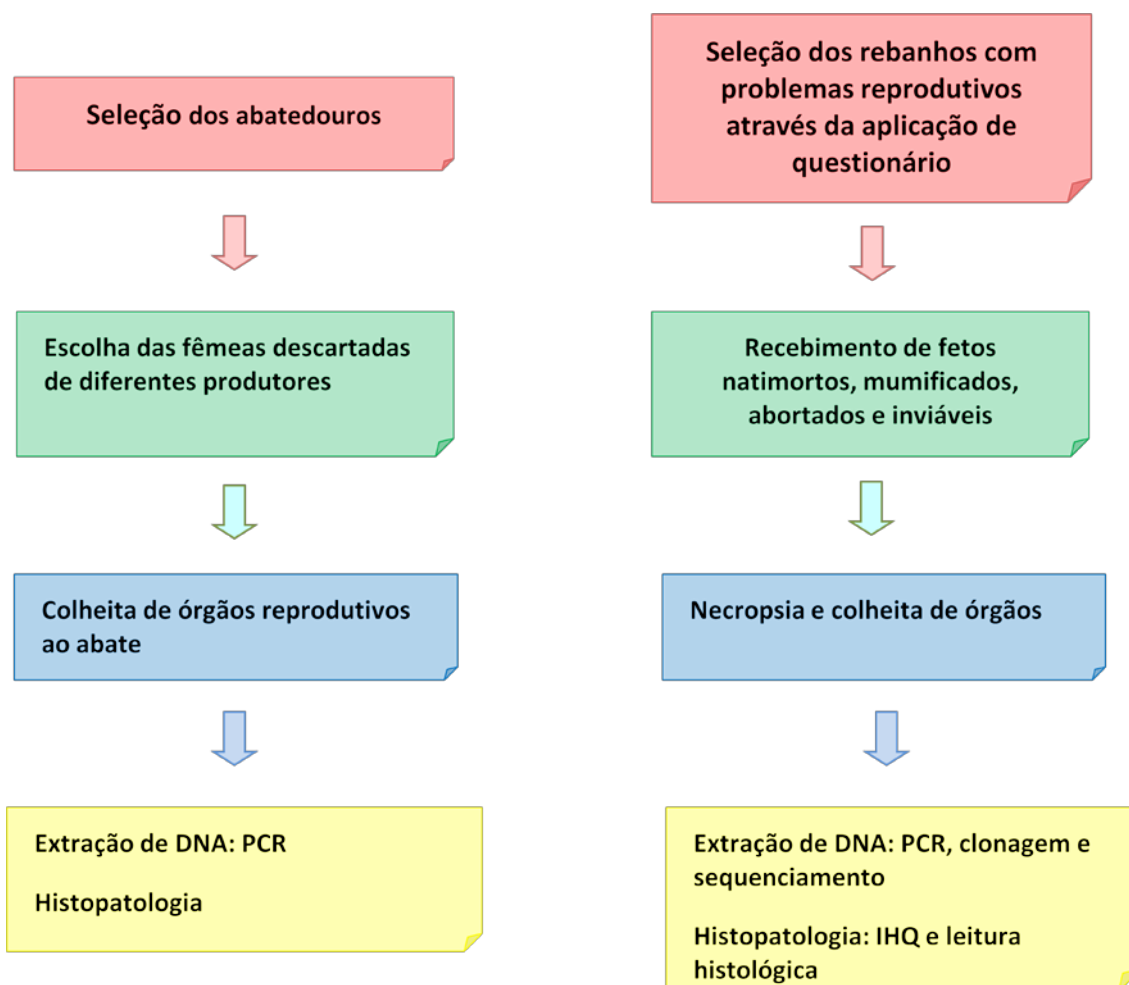 Seleção dos abatedouros
Escolha das fêmeas descartadas
de diferentes produtores
Colheita de órgãos reprodutivos
ao abate
Extração de DNA: PCR
Histopatologia
Seleção dos rebanhos com
problemas reprodutivos
através da aplicação de
questionário
Recebimento de fetos
natimortos, mumificados,
abortados e inviáveis
Necropsia e colheita de órgãos
Extração de DNA: PCR, clonagem e
sequenciamento
Histopatologia: IHQ e leitura
histológica